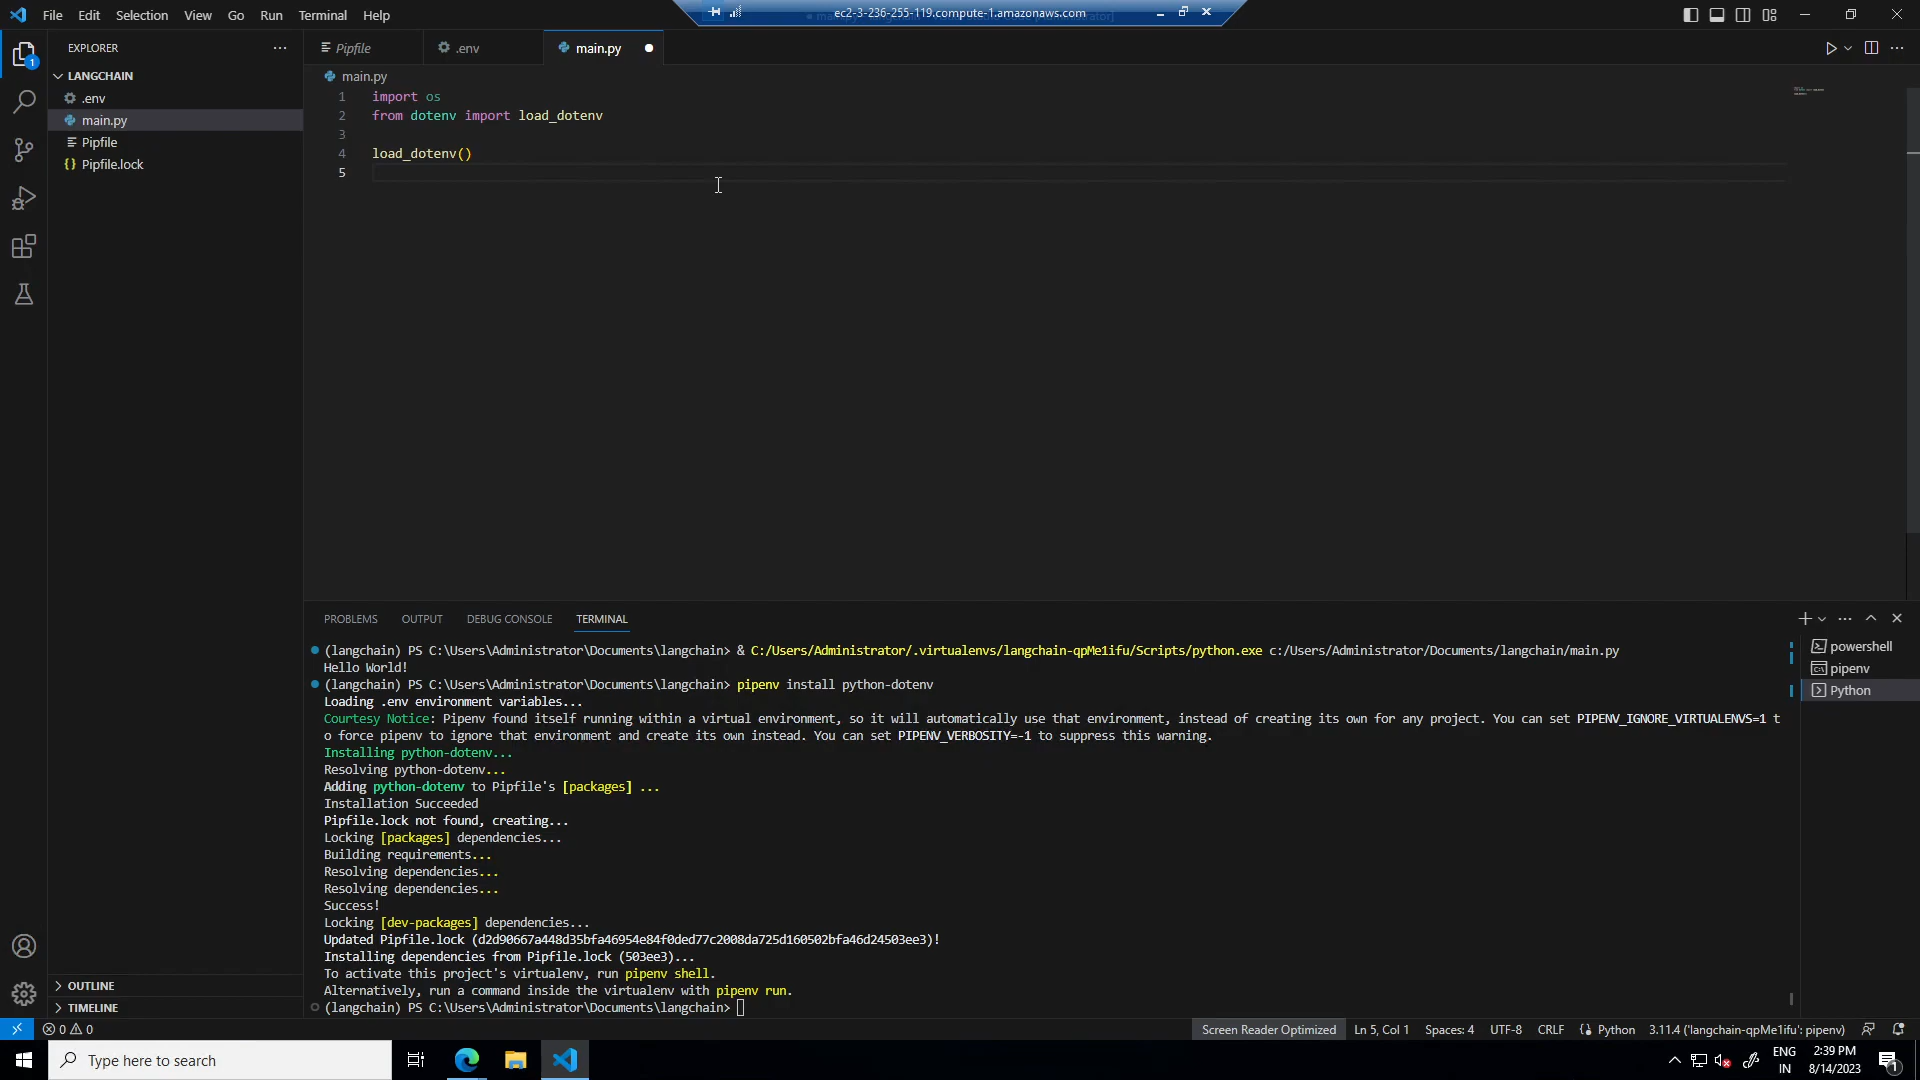 File Edit Selection View Go Run Terminal Help
ec2-3-236-255-119.compute-1.amazonaws.com
EXPLORER
LANGCHAIN
.env
main.py
Pipfile
Pipfile.lock
OUTLINE
TIMELINE
Pipfile .env main.py
main.py
1 import os
2 from dotenv import load_dotenv
3
4 load_dotenv()
5
PROBLEMS OUTPUT DEBUG CONSOLE TERMINAL
(langchain) PS C:\Users\Administrator\Documents\langchain> & C:/Users/Administrator/.virtualenvs/langchain-qpMe1ifu/Scripts/python.exe c:/Users/Administrator/Documents/langchain/main.py
Hello World!
(langchain) PS C:\Users\Administrator\Documents\langchain> pipenv install python-dotenv
Loading .env environment variables...
Courtesy Notice: Pipenv found itself running within a virtual environment, so it will automatically use that environment, instead of creating its own for any project. You can set PIPENV_IGNORE_VIRTUALENVS=1 t
o force pipenv to ignore that environment and create its own instead. You can set PIPENV_VERBOSITY=-1 to suppress this warning.
Installing python-dotenv...
Resolving python-dotenv...
Adding python-dotenv to Pipfile's [packages] ...
Installation Succeeded
Pipfile.lock not found, creating...
Locking [packages] dependencies...
Building requirements...
Resolving dependencies...
Resolving dependencies...
Success!
Locking [dev-packages] dependencies...
Updated Pipfile.lock (d2d90667a448d35bfa46954e84f0ded77c2008da725d160502bfa46d24503ee3)!
Installing dependencies from Pipfile.lock (503ee3)...
To activate this project's virtualenv, run pipenv shell.
Alternatively, run a command inside the virtualenv with pipenv run.
(langchain) PS C:\Users\Administrator\Documents\langchain>
powershell
pipenv
Python
0 0
Screen Reader Optimized Ln 5, Col 1 Spaces: 4 UTF-8 CRLF Python 3.11.4 ('langchain-qpMe1ifu': pipenv)
Type here to search
ENG
IN
2:39 PM
8/14/2023
1